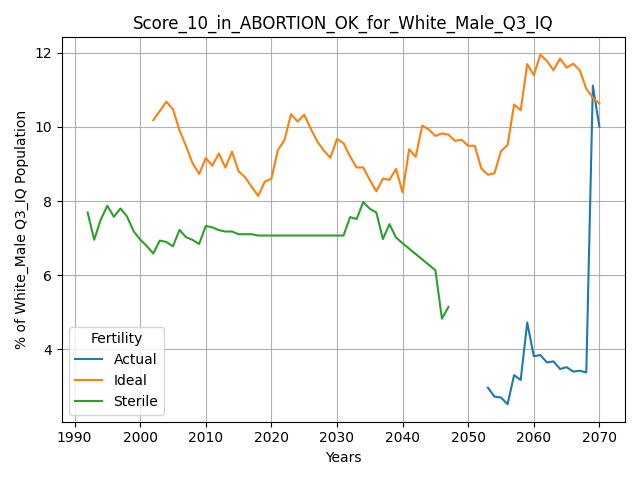 Score_10_in_ABORTION_OK_for_White_Male_Q3_IQ
% of White_Male Q3_IQ Population
12
10
8
6
4
Fertility
Actual
Ideal
Sterile
1990 2000 2010 2020 2030 2040 2050 2060 2070
Years